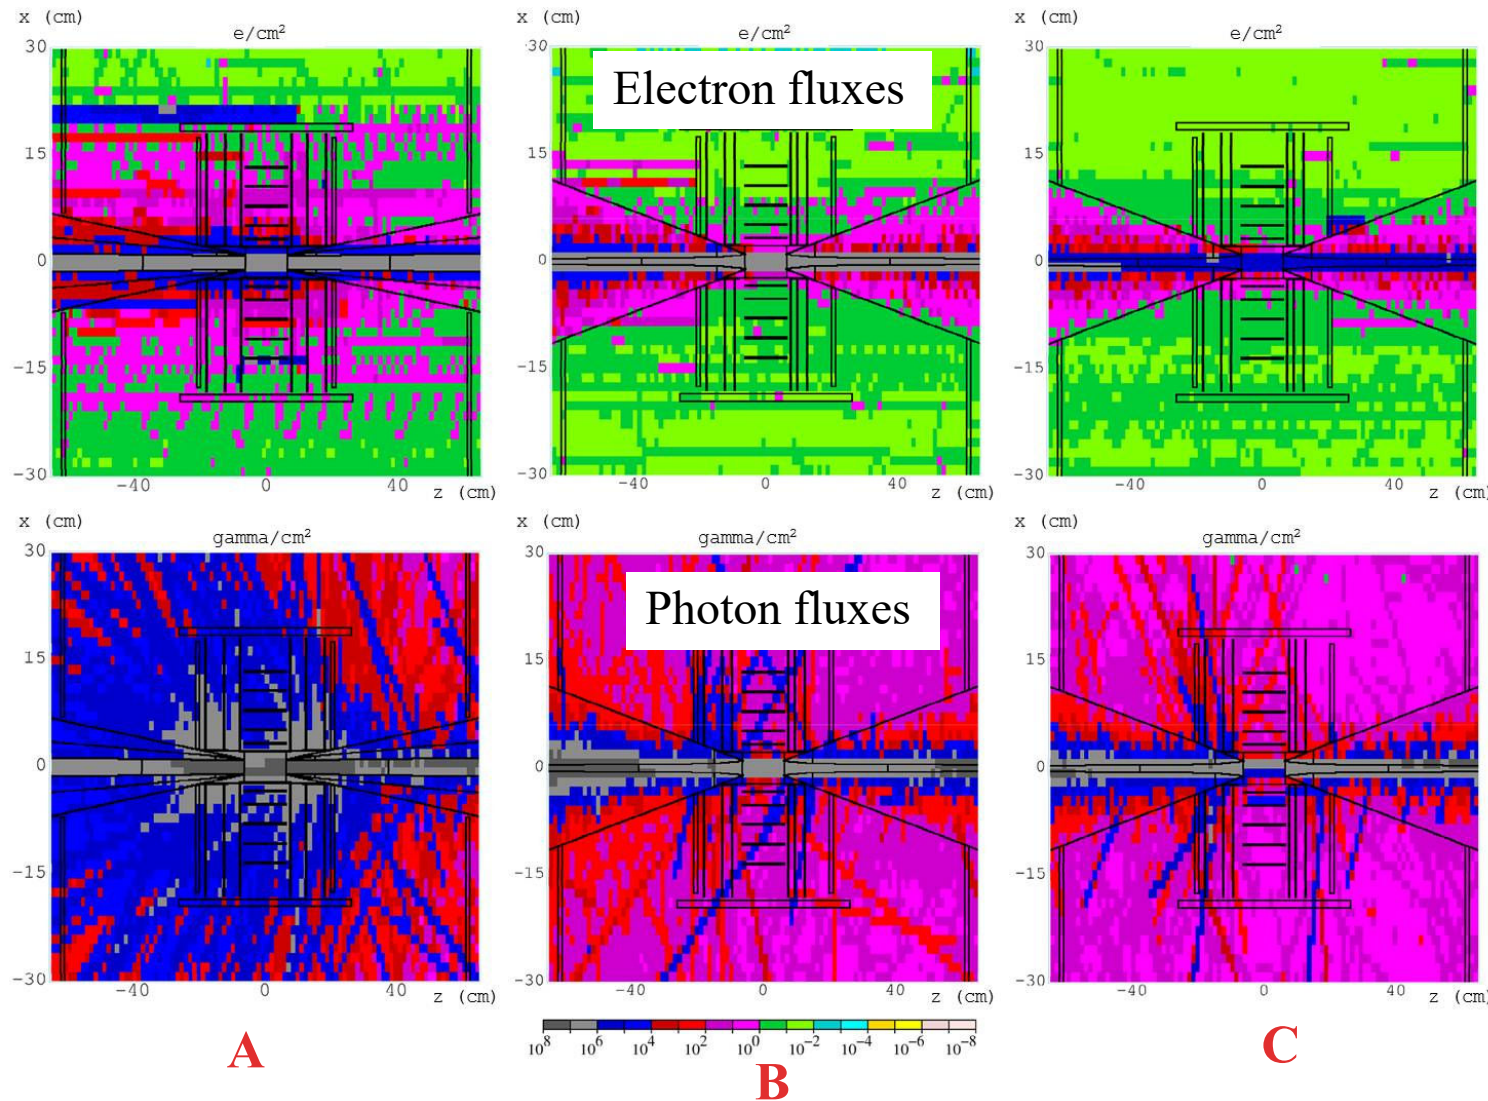 x (cm) x (cm) x (cm)
e/cm² e/cm² e/cm²
Electron fluxes
30 30 30
15 15 15
0 0 0
-15 -15 -15
-30 -30 -30
-40 0 40 -40 0 40 -40 0 40
z (cm) z (cm) z (cm)
x (cm) x (cm) x (cm)
gamma/cm² gamma/cm² gamma/cm²
Photon fluxes
30 30 30
15 15 15
0 0 0
-15 -15 -15
-30 -30 -30
-40 0 40 -40 0 40 -40 0 40
z (cm) z (cm) z (cm)
10⁸ 10⁶ 10⁴ 10² 10⁰ 10⁻² 10⁻⁴ 10⁻⁶ 10⁻⁸
A B C